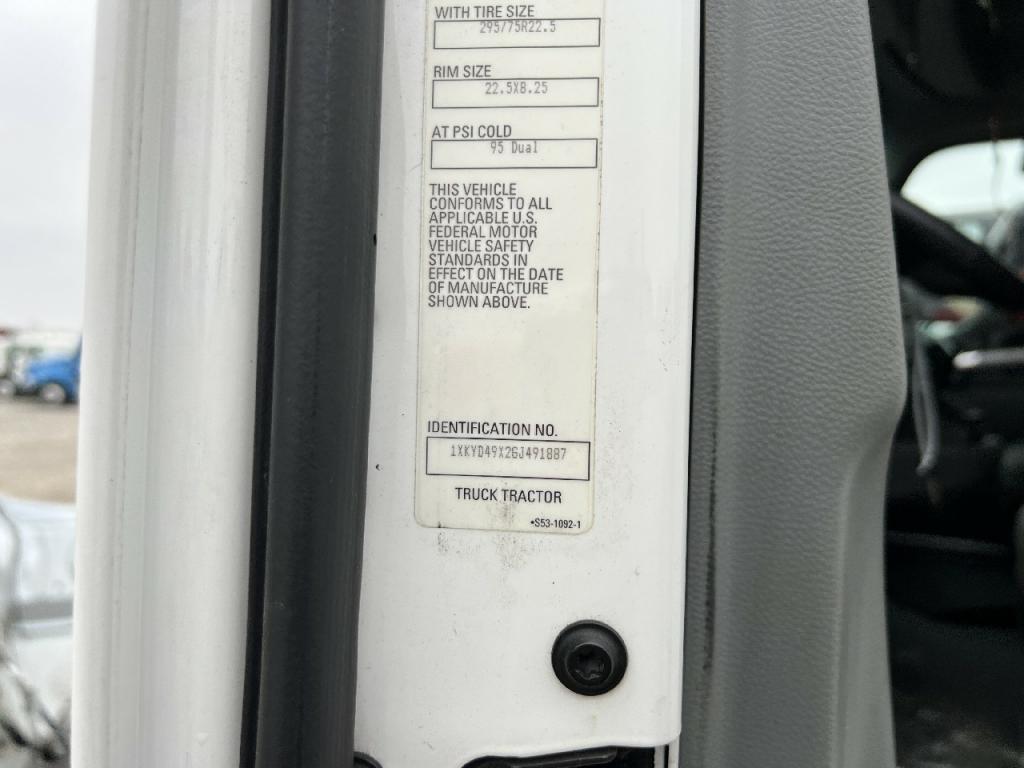 WITH TIRE SIZE
295/75R22.5
RIM SIZE
22.5X8.25
AT PSI COLD
95 Dual
THIS VEHICLE
CONFORMS TO ALL
APPLICABLE U.S.
FEDERAL MOTOR
VEHICLE SAFETY
STANDARDS IN
EFFECT ON THE DATE
OF MANUFACTURE
SHOWN ABOVE.
IDENTIFICATION NO.
1XKYD49X2GJ491887
TRUCK TRACTOR
*S53-1092-1